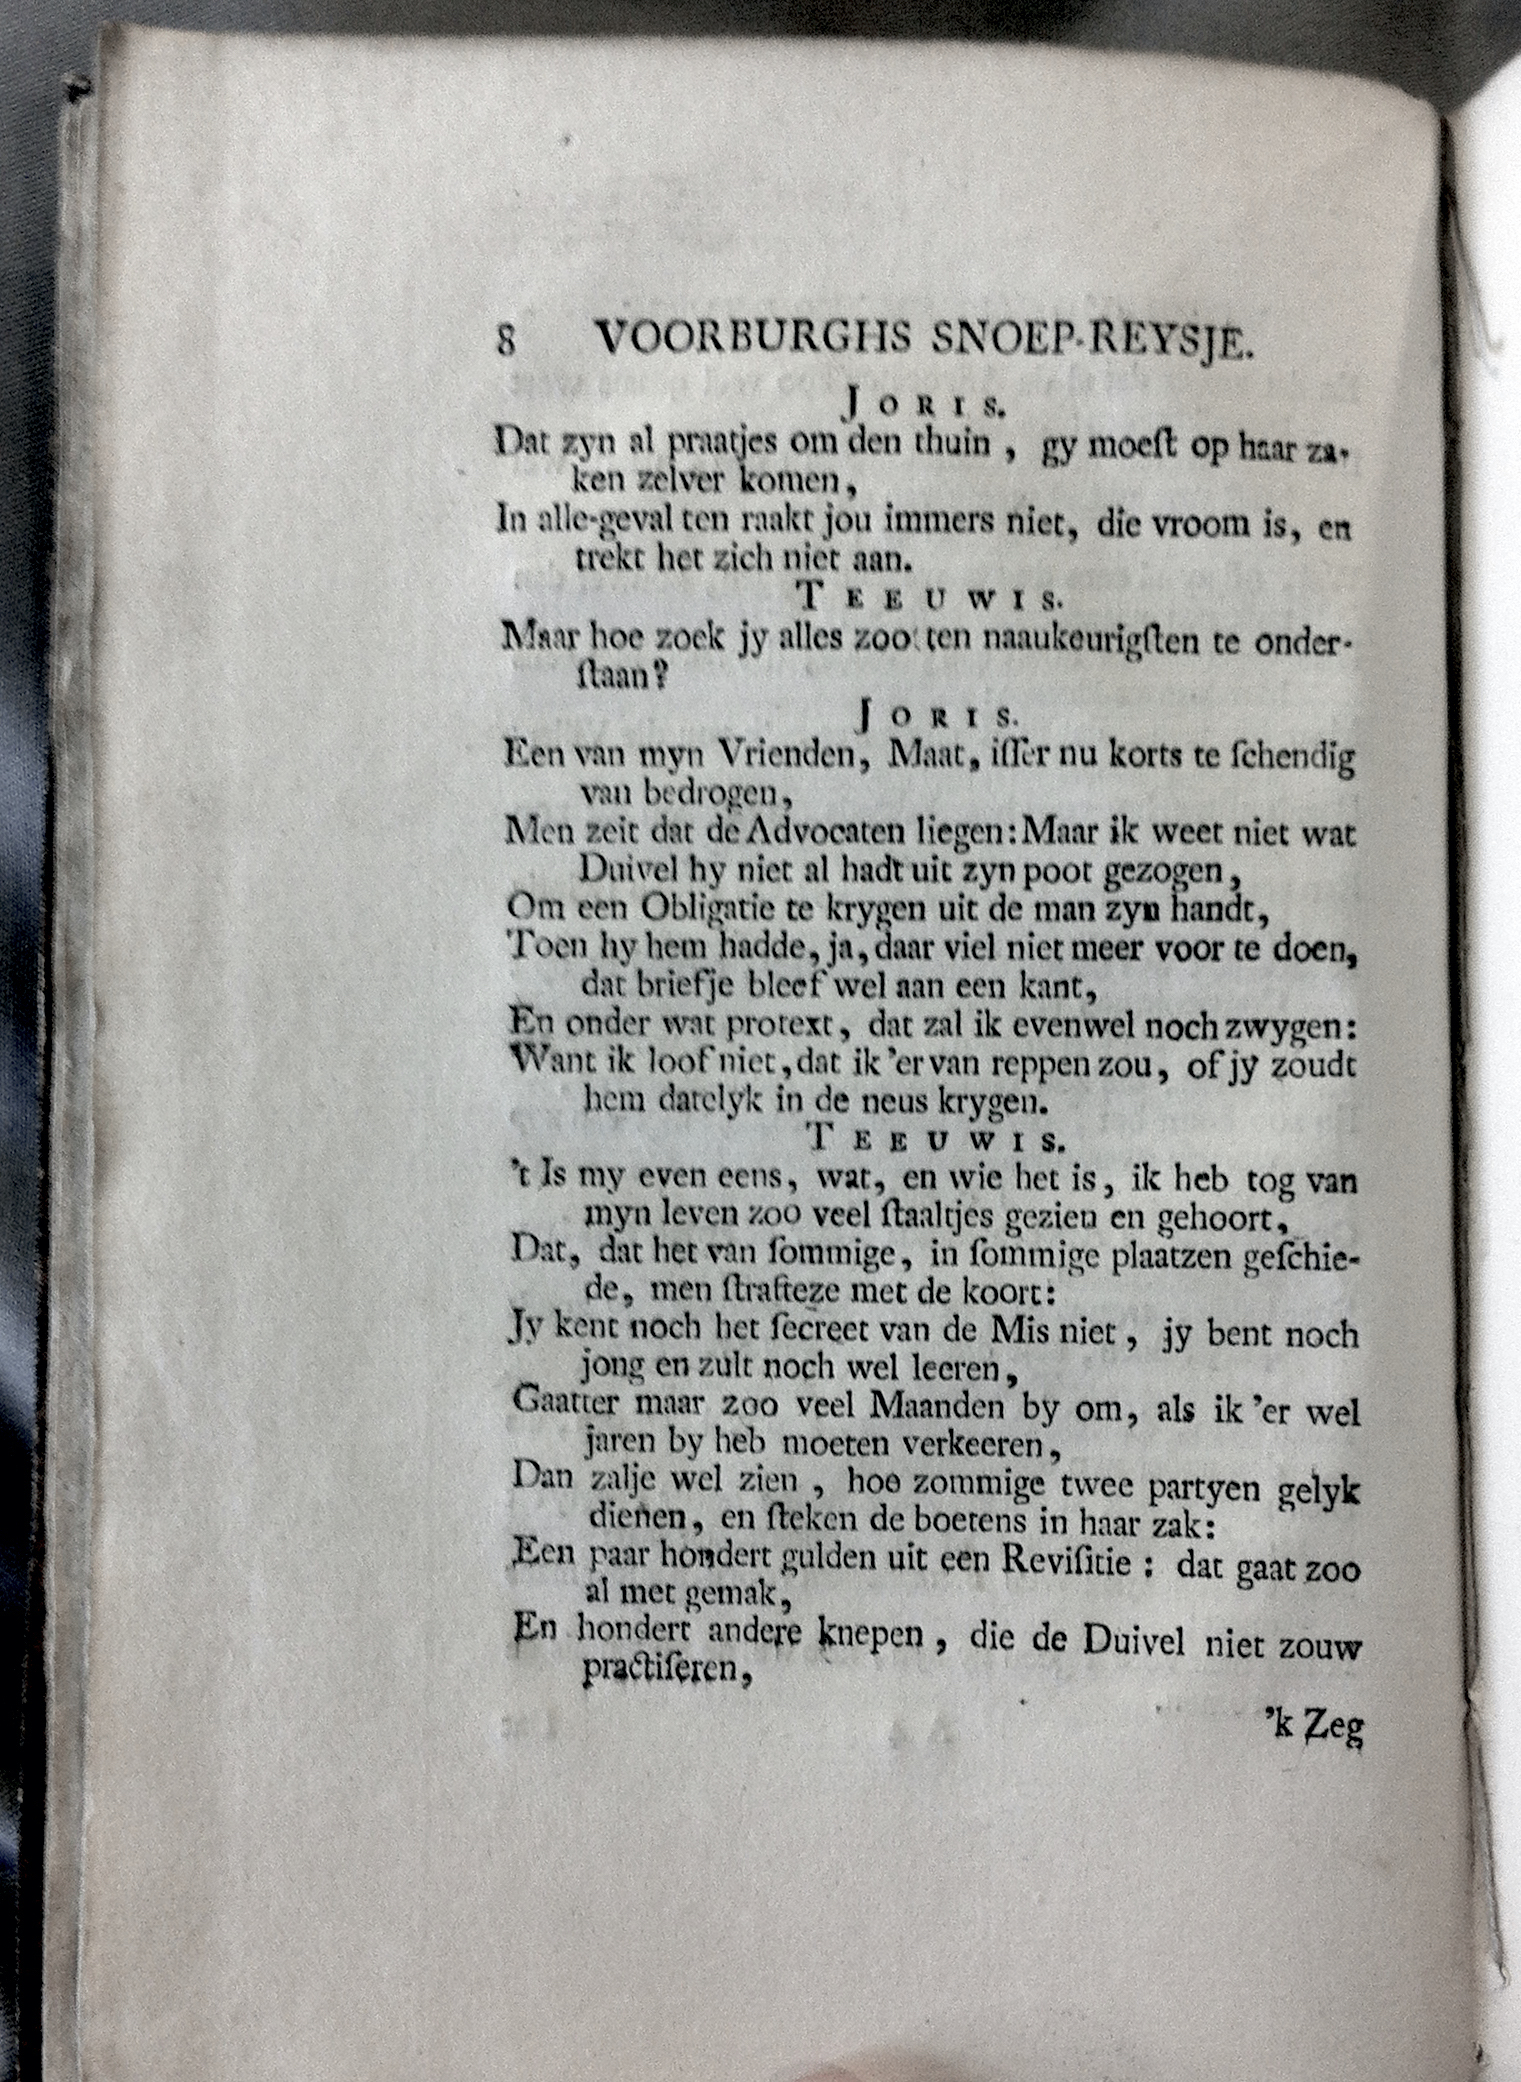 8 VOORBURGHS SNOEP-REYSJE.
JORIS.
Dat zyn al praatjes om den thuin, gy moeſt op haar za-
ken zelver komen,
In alle-geval ten raakt jou immers niet, die vroom is, en
trekt het zich niet aan.
TEEUWIS.
Maar hoe zoek jy alles zoo ten naaukeurigſten te onder-
ſtaan?
JORIS.
Een van myn Vrienden, Maat, iſſer nu korts te ſchendig
van bedrogen,
Men zeit dat de Advocaten liegen: Maar ik weet niet wat
Duivel hy niet al hadt uit zyn poot gezogen,
Om een Obligatie te krygen uit de man zyn handt,
Toen hy hem hadde, ja, daar viel niet meer voor te doen,
dat briefje bleef wel aan een kant,
En onder wat protext, dat zal ik evenwel noch zwygen:
Want ik loof niet, dat ik 'er van reppen zou, of jy zoudt
hem datelyk in de neus krygen.
TEEUWIS.
't Is my even eens, wat, en wie het is, ik heb tog van
myn leven zoo veel ſtaaltjes gezien en gehoort,
Dat, dat het van ſommige, in ſommige plaatzen geſchie-
de, men ſtrafteze met de koort:
Jy kent noch het ſecreet van de Mis niet, jy bent noch
jong en zult noch wel leeren,
Gaatter maar zoo veel Maanden by om, als ik 'er wel
jaren by heb moeten verkeeren,
Dan zalje wel zien, hoe zommige twee partyen gelyk
dienen, en ſteken de boetens in haar zak:
Een paar hondert gulden uit een Reviſitie: dat gaat zoo
al met gemak,
En hondert andere knepen, die de Duivel niet zouw
practiſeren,
'k Zeg